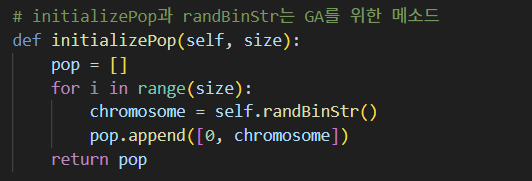 # initializePop과 randBinStr는 GA를 위한 메소드
def initializePop(self, size):
    pop = []
    for i in range(size):
        chromosome = self.randBinStr()
        pop.append([0, chromosome])
    return pop